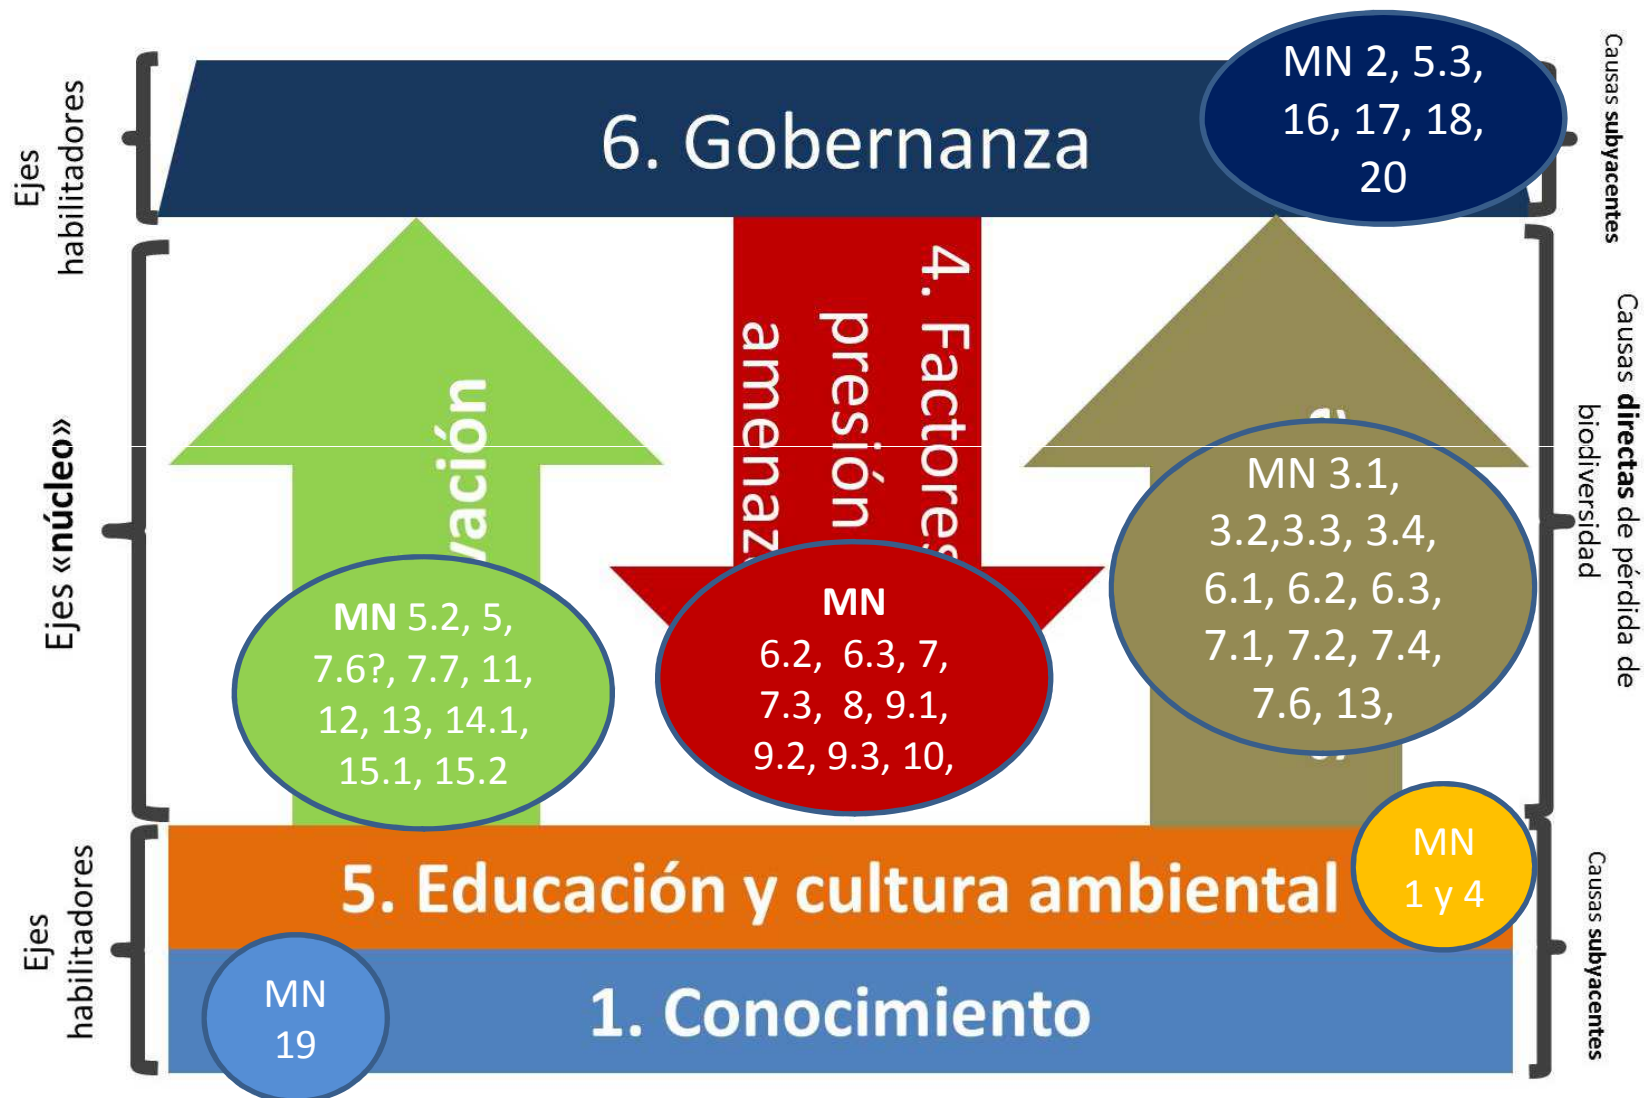 Ejes
habilitadores
6. Gobernanza
MN 2, 5.3,
16, 17, 18,
20
Causas subyacentes
Ejes «núcleo»
vación
MN 5.2, 5,
7.6?, 7.7, 11,
12, 13, 14.1,
15.1, 15.2
4. Factores
presión
amenaz
MN
6.2, 6.3, 7,
7.3, 8, 9.1,
9.2, 9.3, 10,
MN 3.1,
3.2,3.3, 3.4,
6.1, 6.2, 6.3,
7.1, 7.2, 7.4,
7.6, 13,
Causas directas de pérdida de
biodiversidad
Ejes
habilitadores
5. Educación y cultura ambiental
MN
1 y 4
MN
19
1. Conocimiento
Causas subyacentes